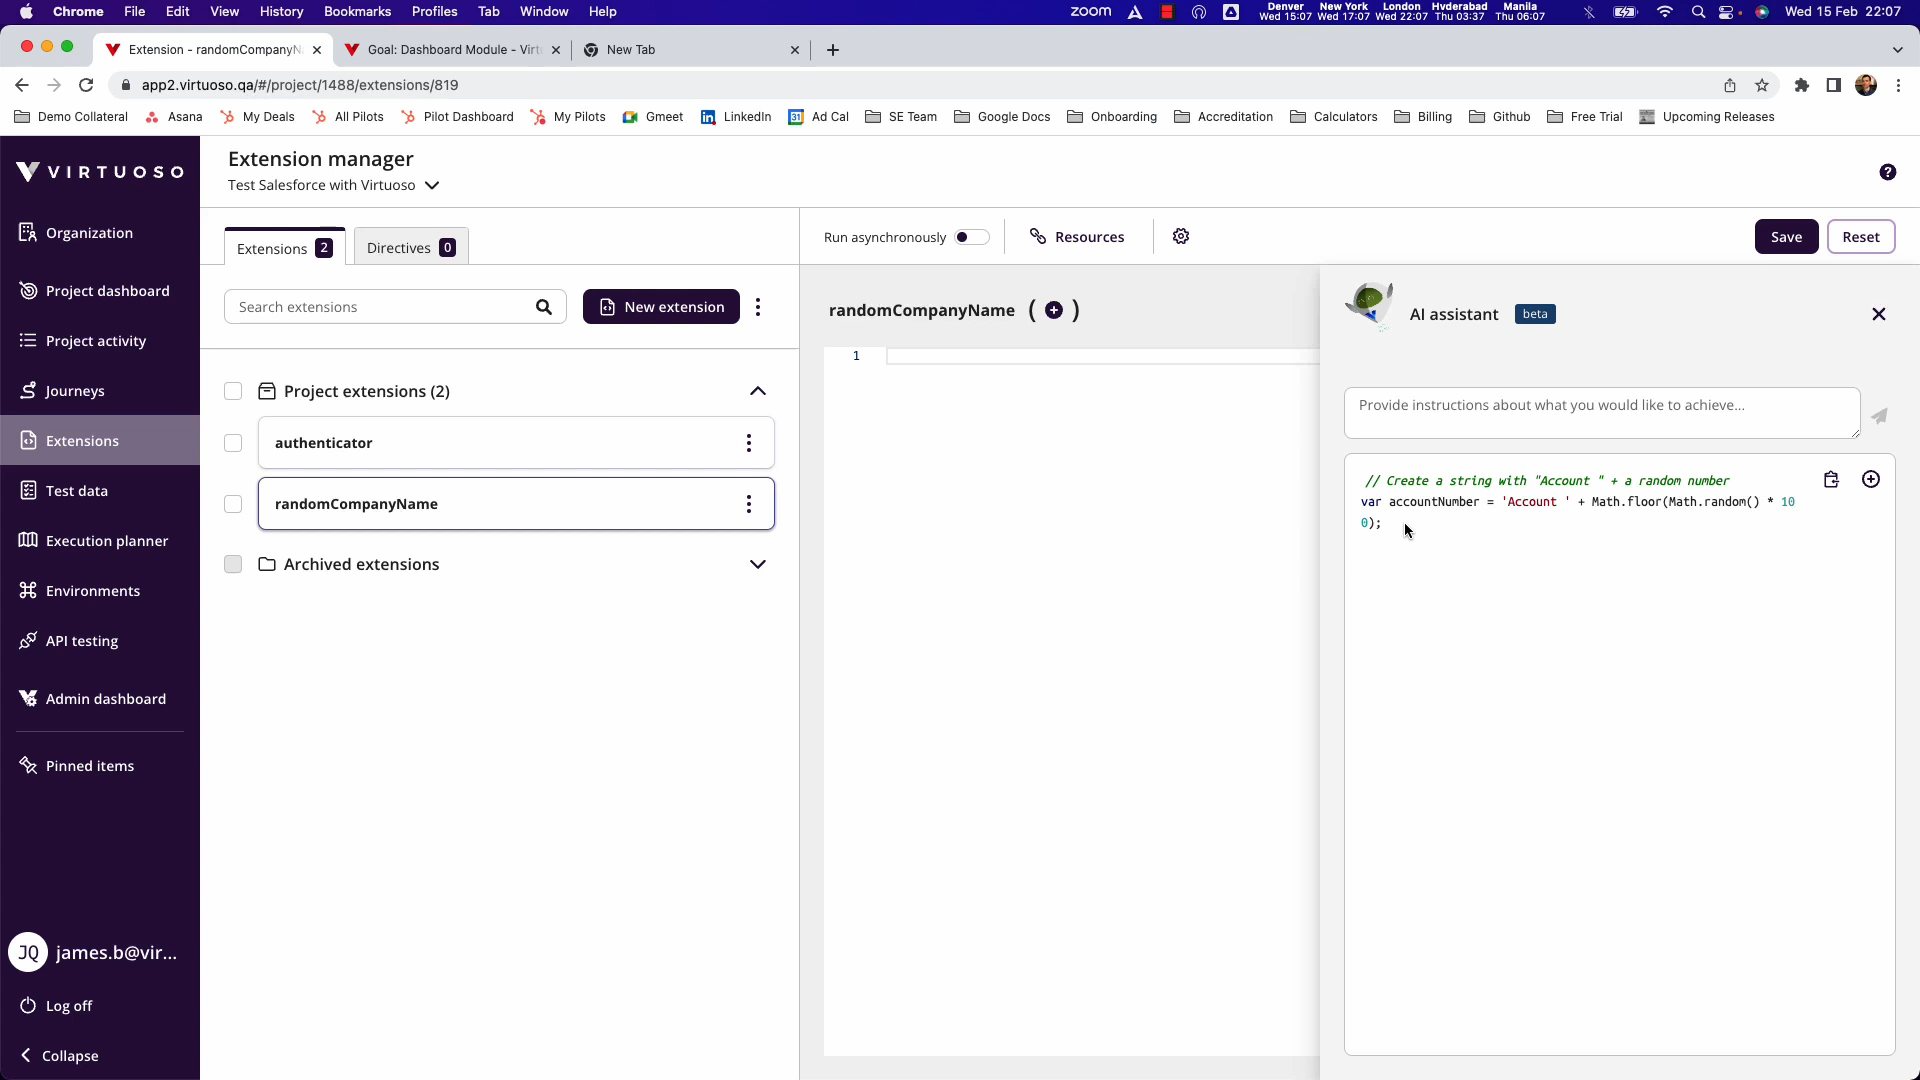 Chrome File Edit View History Bookmarks Profiles Tab Window Help
zoom
Denver Wed 15:07
New York Wed 17:07
London Wed 22:07
Hyderabad Thu 03:37
Manila Thu 06:07
Wed 15 Feb 22:07
Extension - randomCompanyN
Goal: Dashboard Module - Virt
New Tab
app2.virtuoso.qa/#/project/1488/extensions/819
Demo Collateral Asana My Deals All Pilots Pilot Dashboard My Pilots Gmeet LinkedIn 31 Ad Cal SE Team Google Docs Onboarding Accreditation Calculators Billing Github Free Trial Upcoming Releases
VIRTUOSO
Organization
Project dashboard
Project activity
Journeys
Extensions
Test data
Execution planner
Environments
API testing
Admin dashboard
Pinned items
JQ james.b@vir...
Log off
Collapse
Extension manager
Test Salesforce with Virtuoso
?
Extensions 2
Directives 0
Search extensions
New extension
Project extensions (2)
authenticator
randomCompanyName
Archived extensions
Run asynchronously
Resources
Save
Reset
randomCompanyName ( + )
1
AI assistant beta
Provide instructions about what you would like to achieve...
// Create a string with "Account " + a random number
var accountNumber = 'Account ' + Math.floor(Math.random() * 10
0);